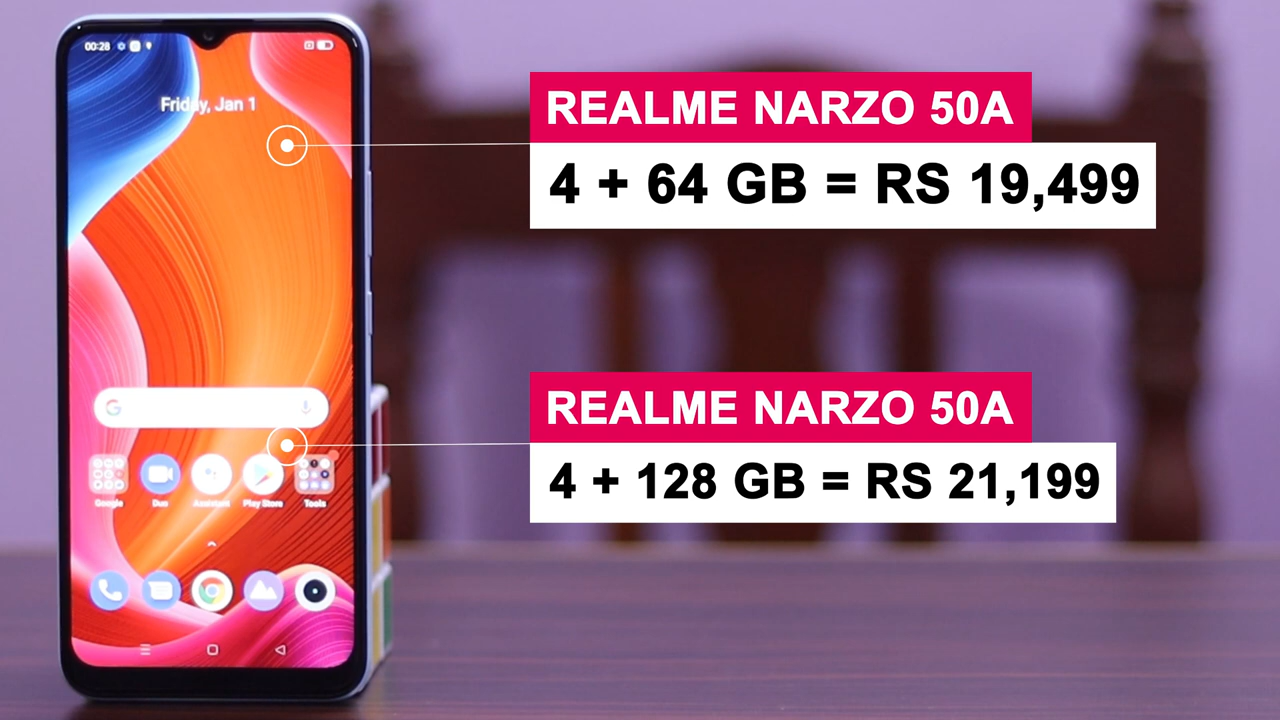 00:28
Friday, Jan 1
REALME NARZO 50A
4 + 64 GB = RS 19,499
REALME NARZO 50A
4 + 128 GB = RS 21,199
Google
Duo
Assistant
Play Store
Tools